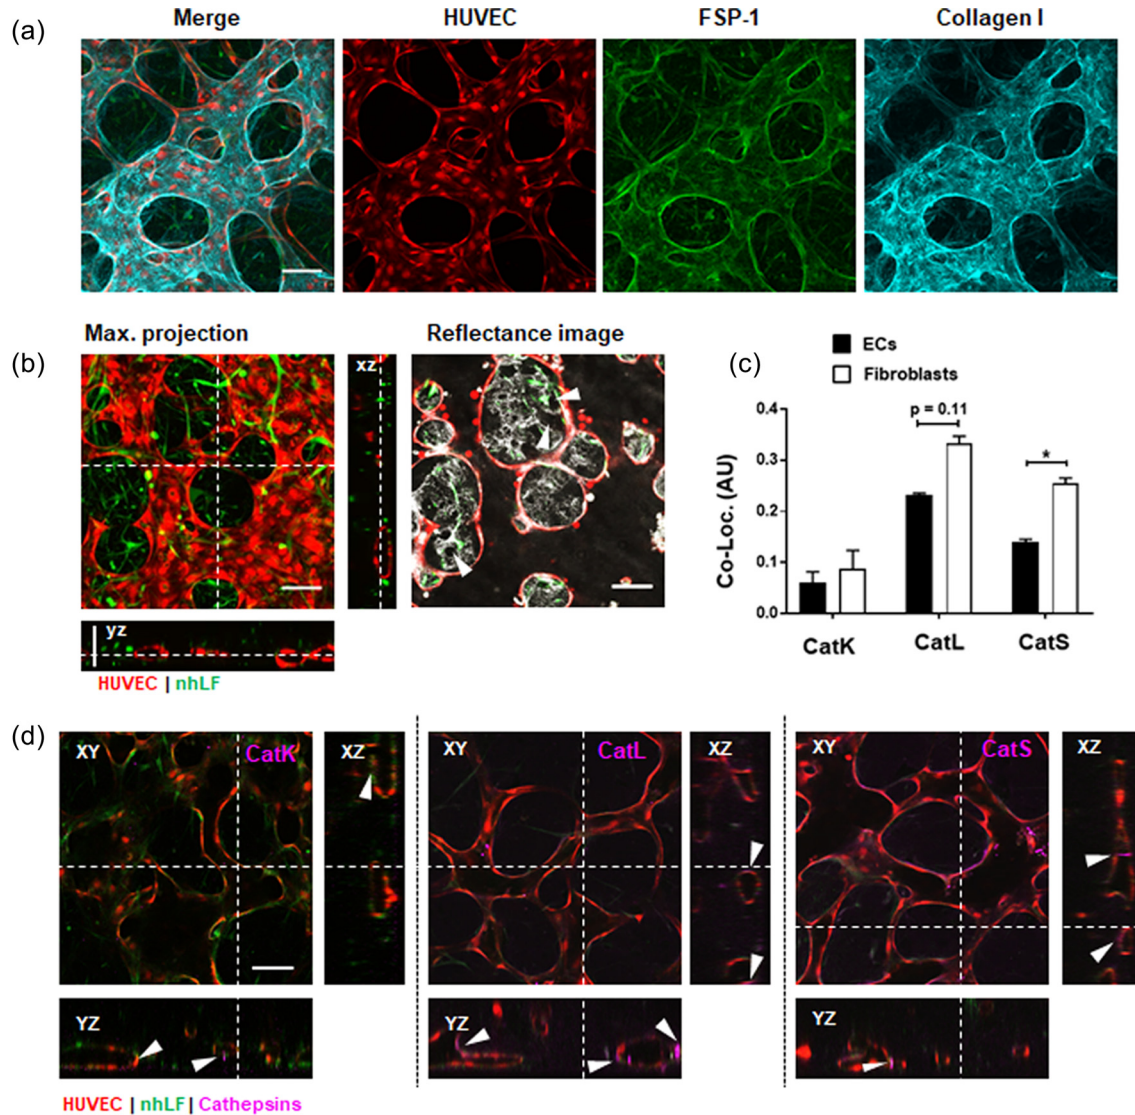 (a)
Merge HUVEC FSP-1 Collagen I
(b)
Max. projection
Reflectance image
xz
yz
HUVEC | nhLF
(c)
ECs
Fibroblasts
Co-Loc. (AU)
0.4
0.3
0.2
0.1
0.0
p = 0.11
*
CatK CatL CatS
(d)
XY CatK XZ
XY CatL XZ
XY CatS XZ
YZ
YZ
YZ
HUVEC | nhLF | Cathepsins